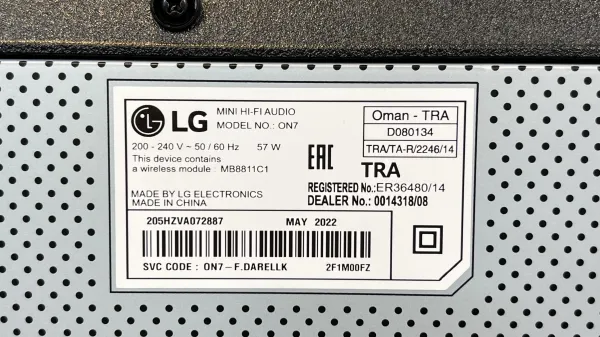 LG
MINI HI-FI AUDIO
MODEL NO.: ON7
200 - 240 V ~ 50 / 60 Hz 57 W
This device contains
a wireless module : MB8811C1
MADE BY LG ELECTRONICS
MADE IN CHINA
205HZVA072887 MAY 2022
SVC CODE : ON7-F.DARELLK 2F1M00FZ
Oman - TRA
D080134
TRA/TA-R/2246/14
EAC
TRA
REGISTERED No.:ER36480/14
DEALER No.: 0014318/08